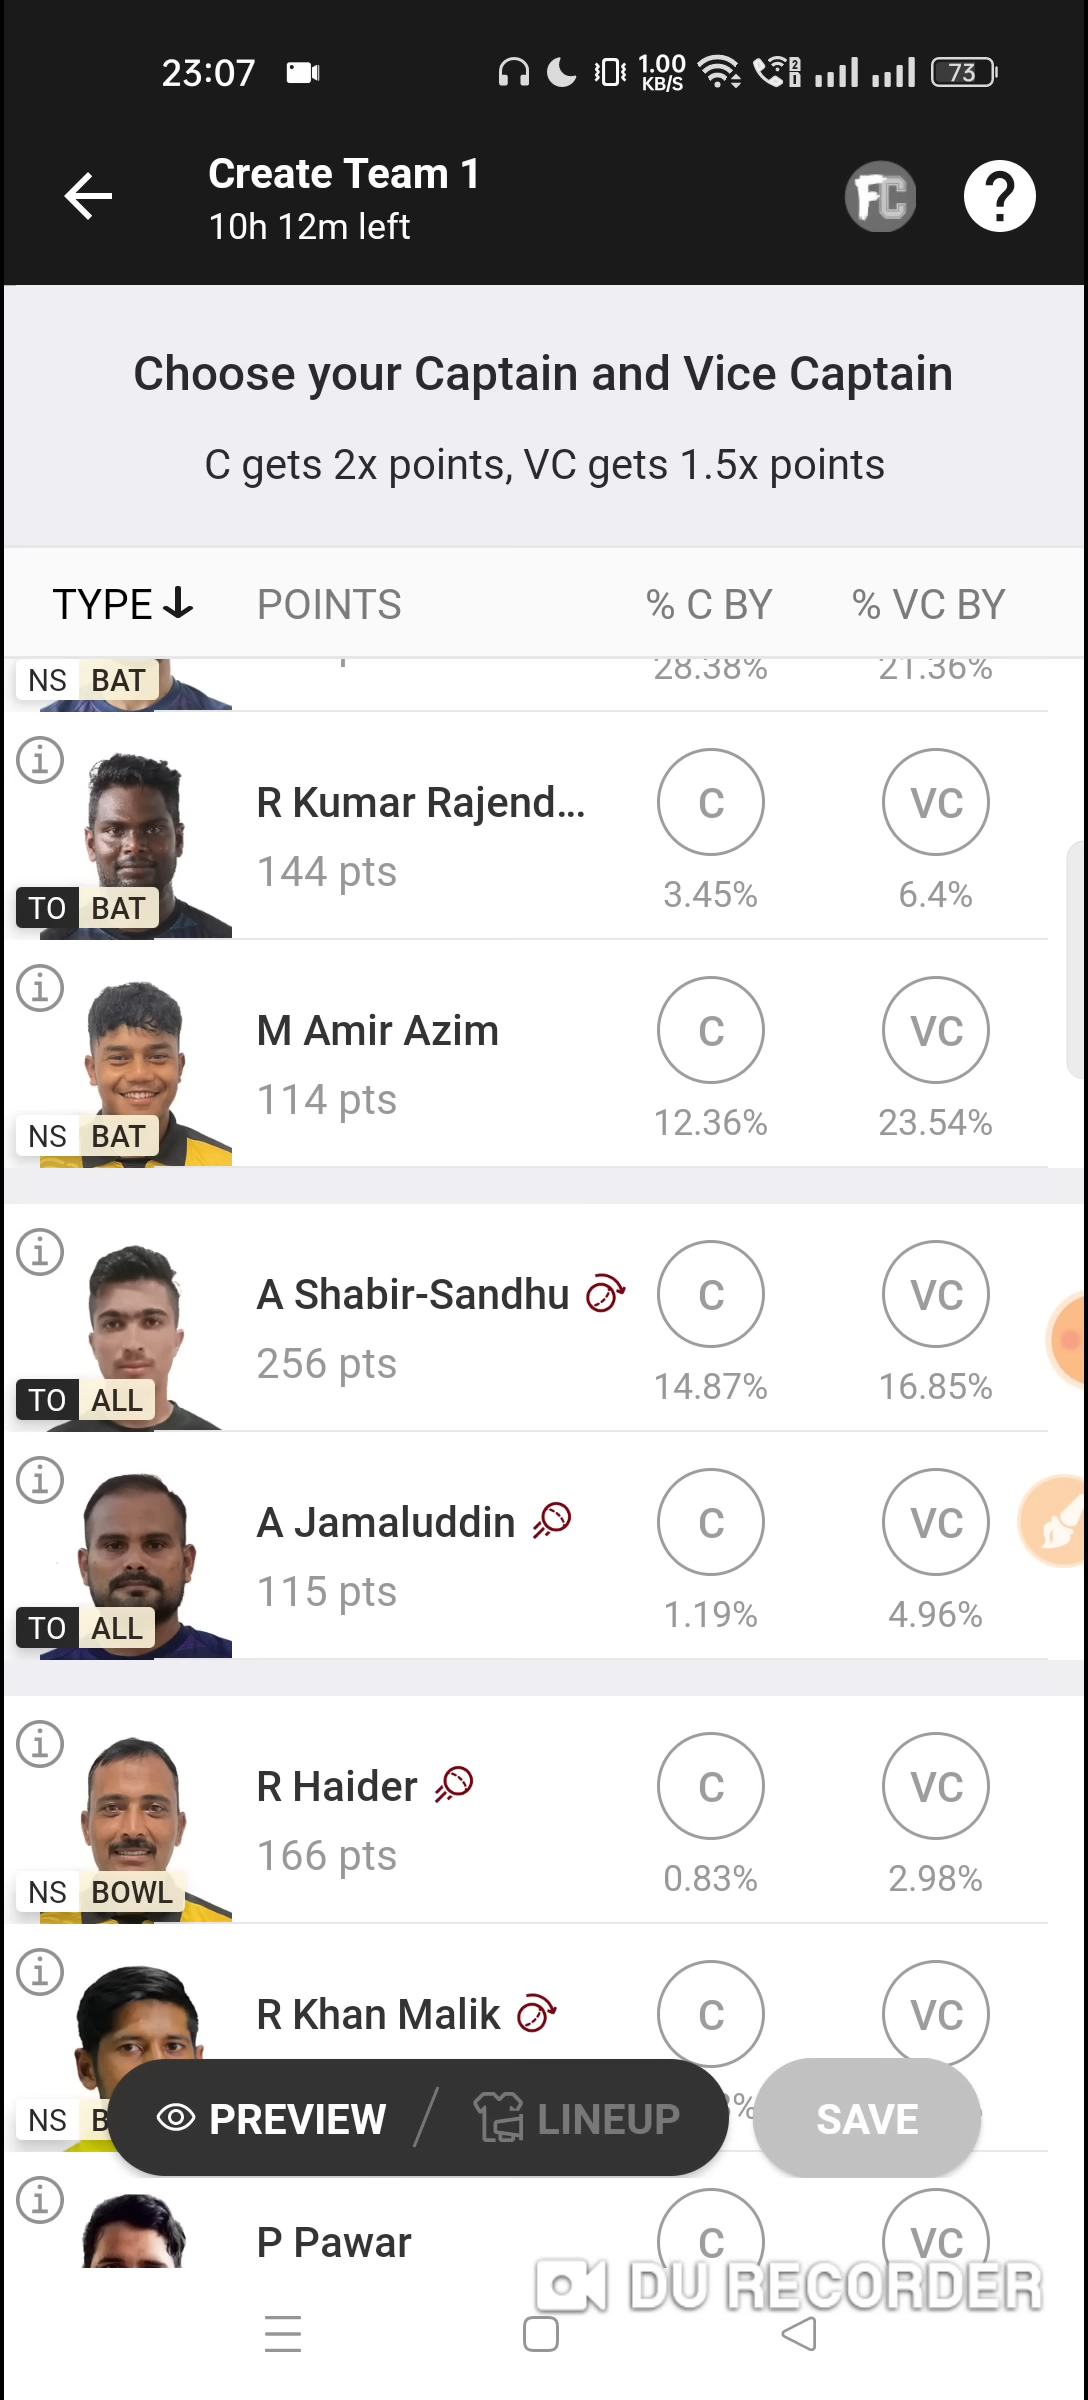 23:07
1.00
KB/S
2
1
73
Create Team 1
10h 12m left
FC
?
Choose your Captain and Vice Captain
C gets 2x points, VC gets 1.5x points
TYPE POINTS % C BY % VC BY
NS BAT 28.38% 21.36%
R Kumar Rajend...
C VC
144 pts
3.45% 6.4%
TO BAT
M Amir Azim
C VC
114 pts
12.36% 23.54%
NS BAT
A Shabir-Sandhu
C VC
256 pts
14.87% 16.85%
TO ALL
A Jamaluddin
C VC
115 pts
1.19% 4.96%
TO ALL
R Haider
C VC
166 pts
0.83% 2.98%
NS BOWL
R Khan Malik
C VC
NS
PREVIEW / LINEUP
SAVE
P Pawar
C VC
DU RECORDER